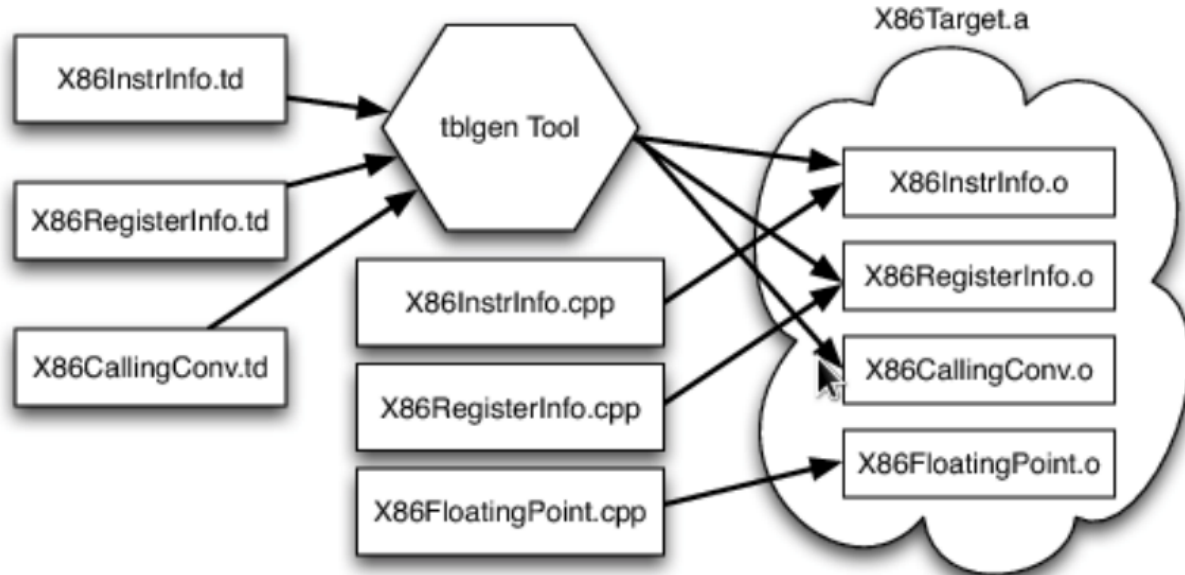 X86Target.a
X86InstrInfo.td
tblgen Tool
X86InstrInfo.o
X86RegisterInfo.td
X86RegisterInfo.o
X86InstrInfo.cpp
X86CallingConv.td
X86CallingConv.o
X86RegisterInfo.cpp
X86FloatingPoint.o
X86FloatingPoint.cpp